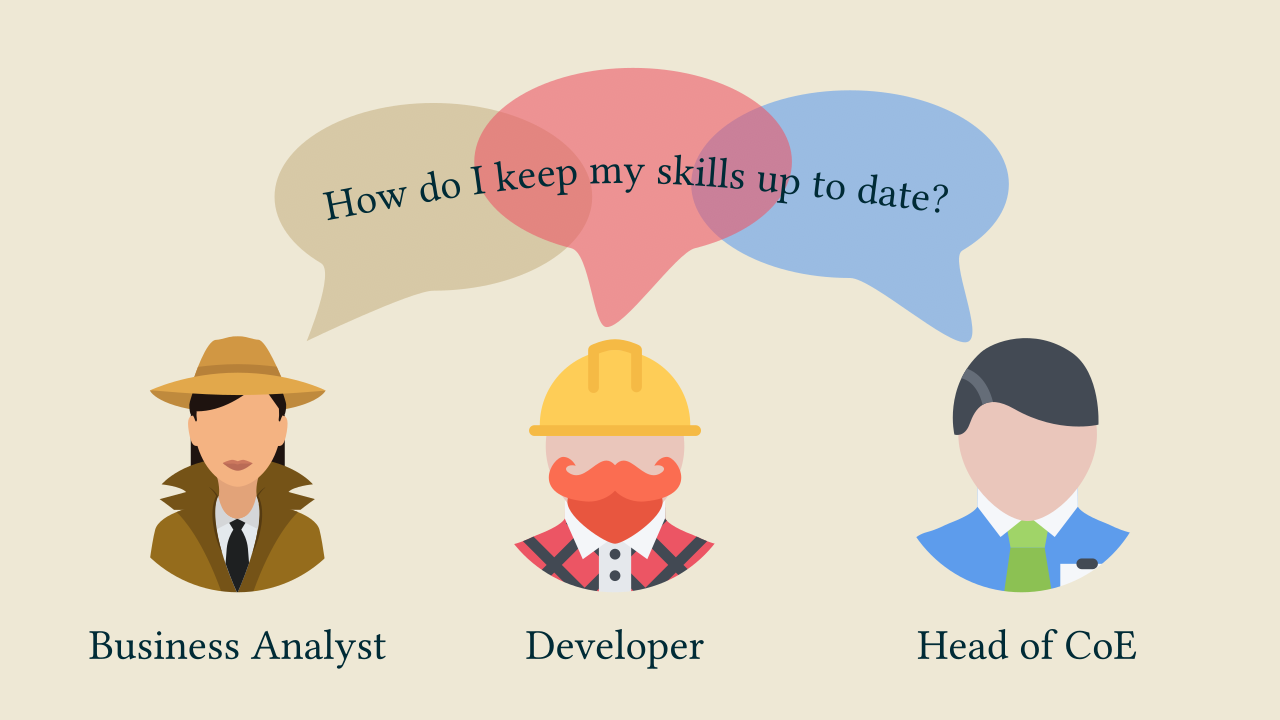 How do I keep my skills up to date?
Business Analyst
Developer
Head of CoE